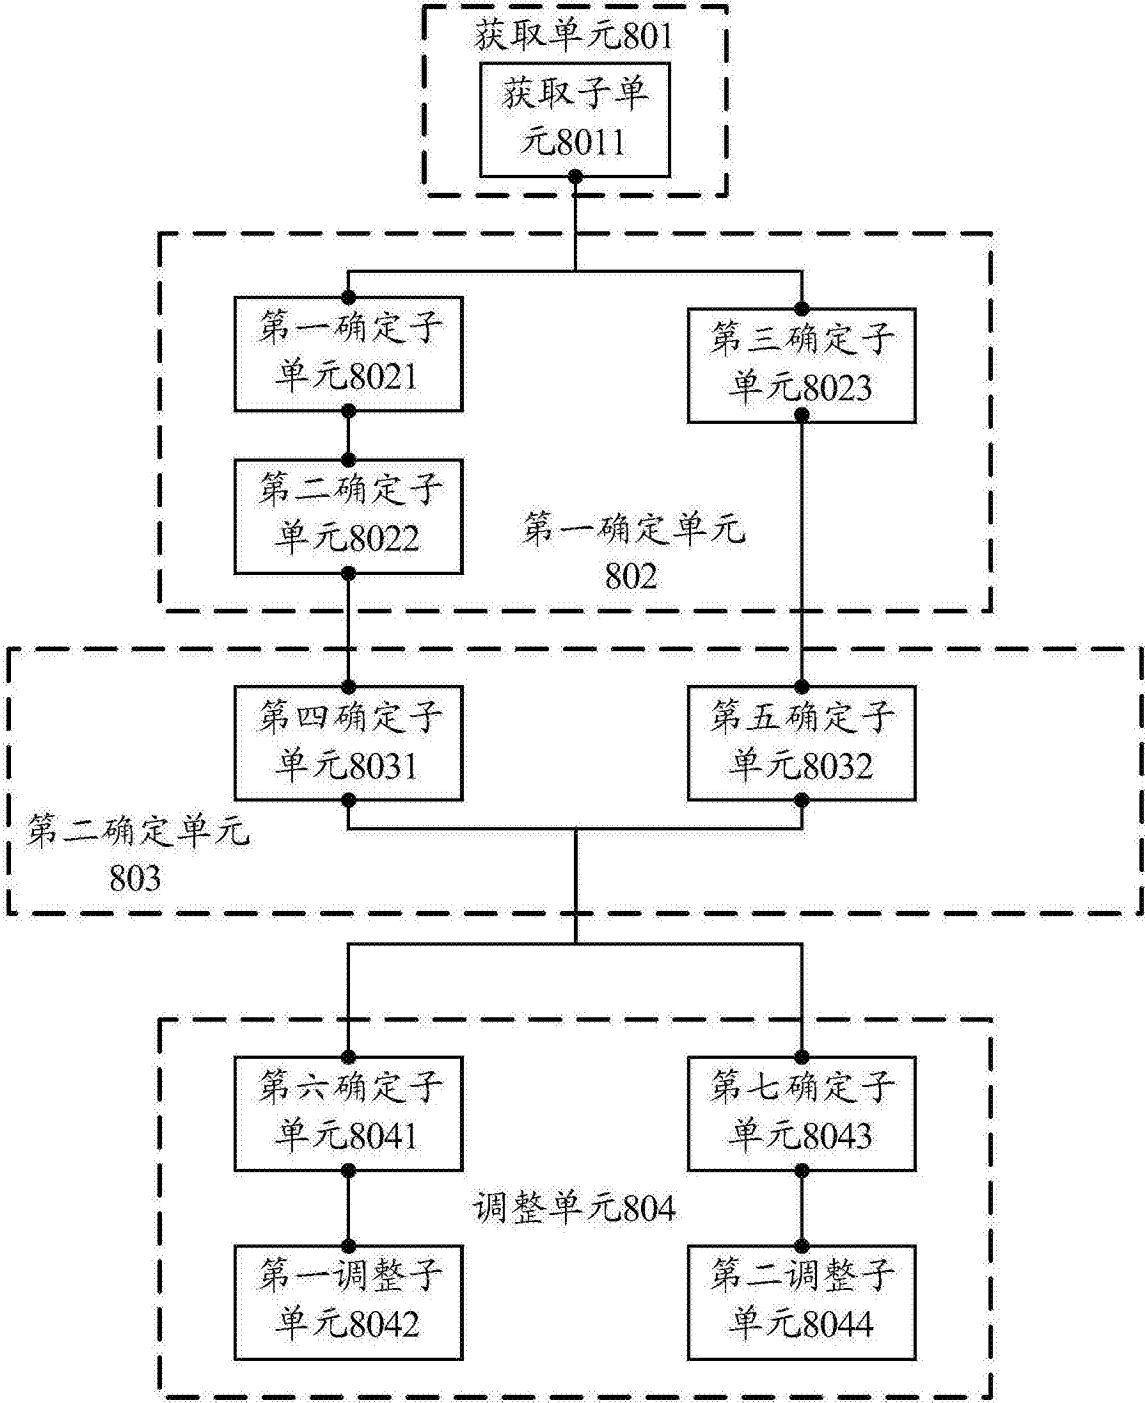 获取单元801
获取子单
元8011
第一确定子
单元8021
第三确定子
单元8023
第二确定子
单元8022
第一确定单元
802
第四确定子
单元8031
第五确定子
单元8032
第二确定单元
803
第六确定子
单元8041
第七确定子
单元8043
调整单元804
第一调整子
单元8042
第二调整子
单元8044